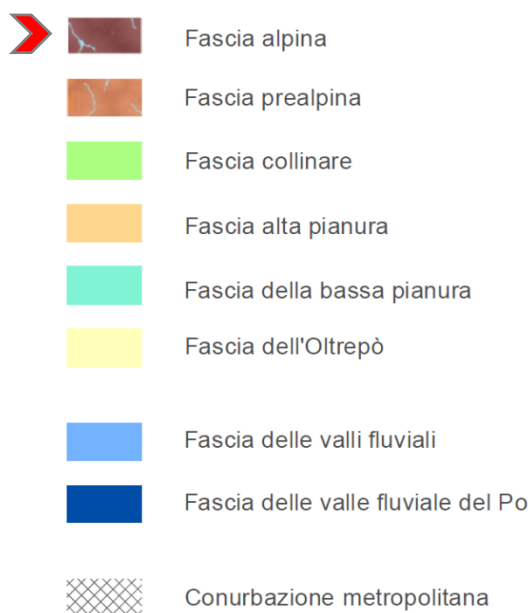 Fascia alpina
Fascia prealpina
Fascia collinare
Fascia alta pianura
Fascia della bassa pianura
Fascia dell'Oltrepò
Fascia delle valli fluviali
Fascia delle valle fluviale del Po
Conurbazione metropolitana